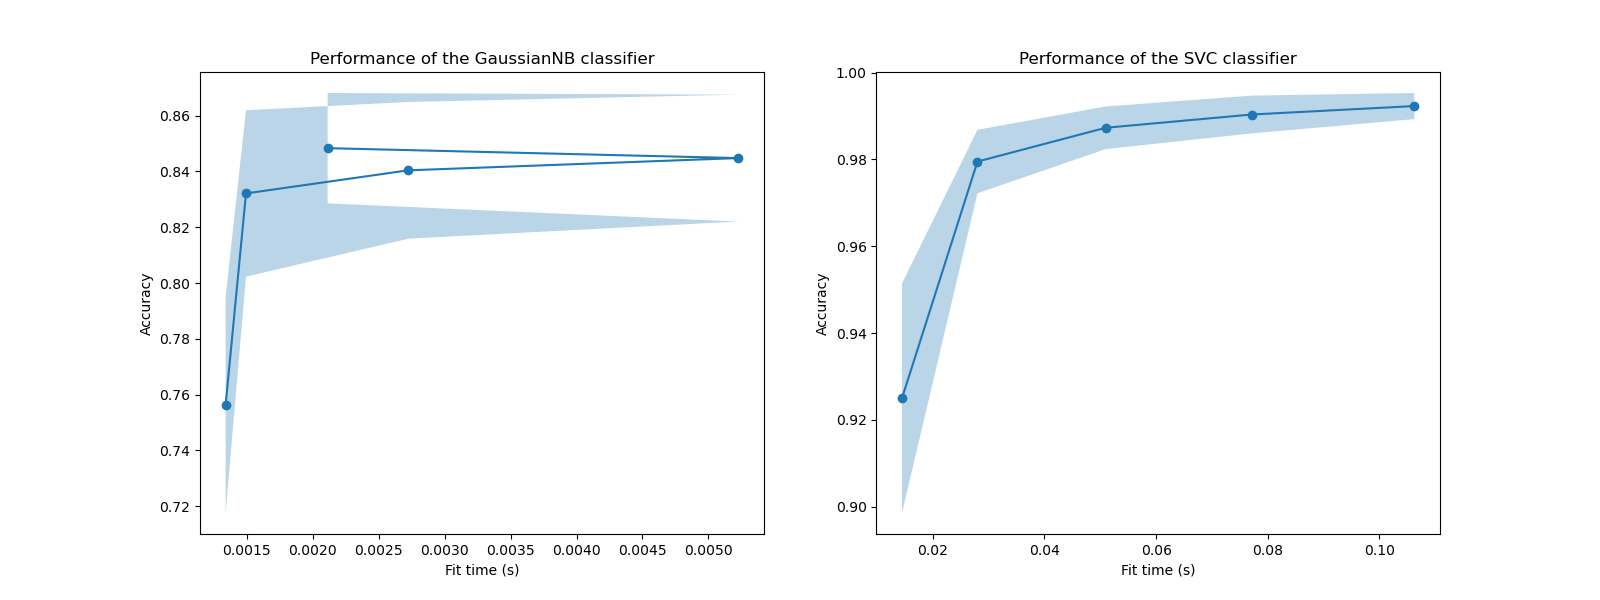 Performance of the GaussianNB classifier
Accuracy
0.86
0.84
0.82
0.80
0.78
0.76
0.74
0.72
0.0015 0.0020 0.0025 0.0030 0.0035 0.0040 0.0045 0.0050
Fit time (s)
Performance of the SVC classifier
Accuracy
1.00
0.98
0.96
0.94
0.92
0.90
0.02 0.04 0.06 0.08 0.10
Fit time (s)